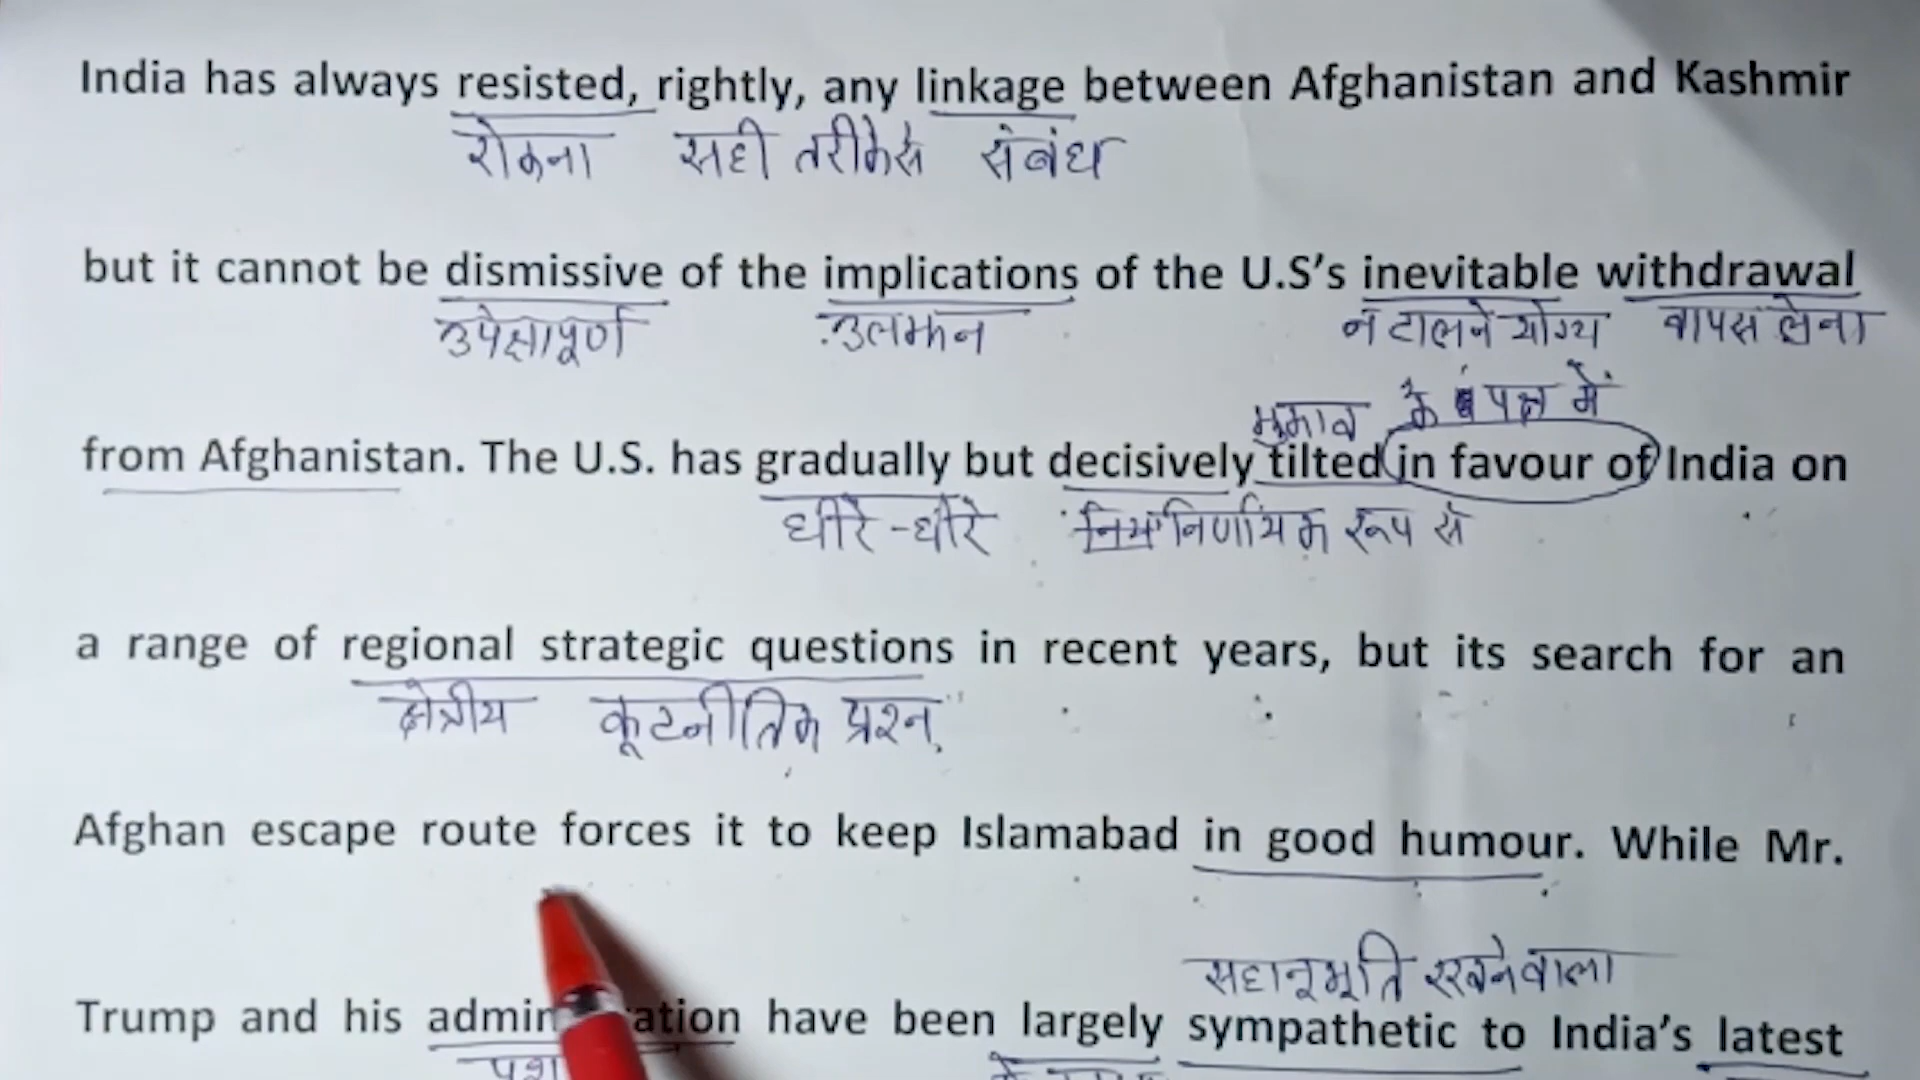 India has always resisted, rightly, any linkage between Afghanistan and Kashmir
रोकना सही तरीके से संबंध
but it cannot be dismissive of the implications of the U.S's inevitable withdrawal
उपेक्षापूर्ण उलझन न टालने योग्य वापस लेना
झुकाव के पक्ष में
from Afghanistan. The U.S. has gradually but decisively tilted in favour of India on
धीरे-धीरे निर्णायक रूप से
a range of regional strategic questions in recent years, but its search for an
क्षेत्रीय कूटनीतिक प्रश्न
Afghan escape route forces it to keep Islamabad in good humour. While Mr.
सहानूभूति रखने वाला
Trump and his admin ation have been largely sympathetic to India's latest